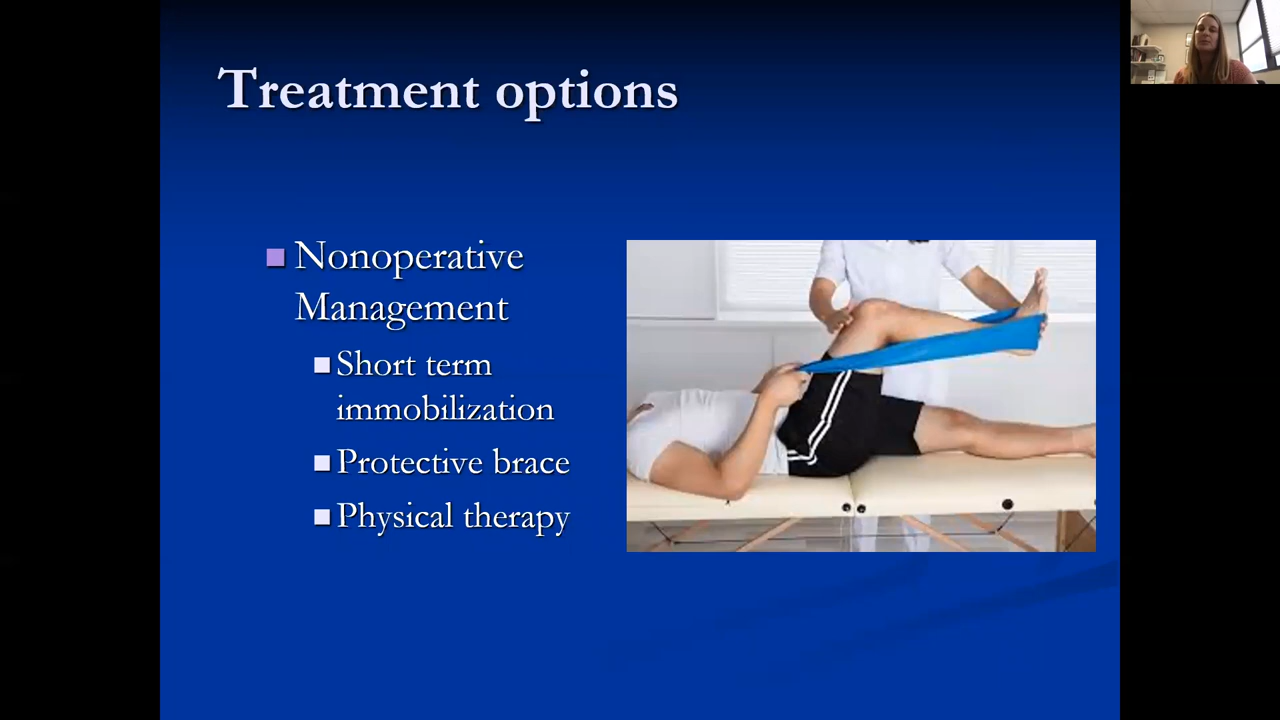 Treatment options
Nonoperative
Management
Short term
immobilization
Protective brace
Physical therapy